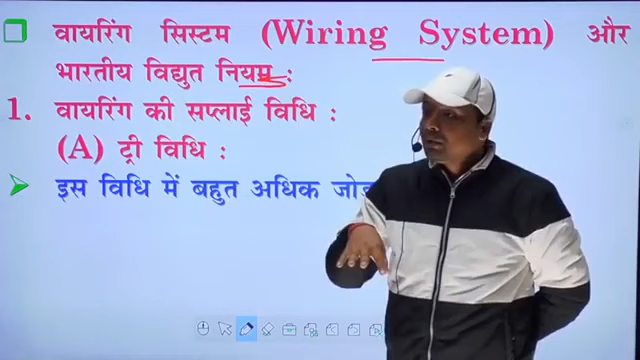 वायरिंग सिस्टम (Wiring System) और
भारतीय विद्युत नियम :
1. वायरिंग की सप्लाई विधि :
(A) ट्री विधि :
इस विधि में बहुत अधिक